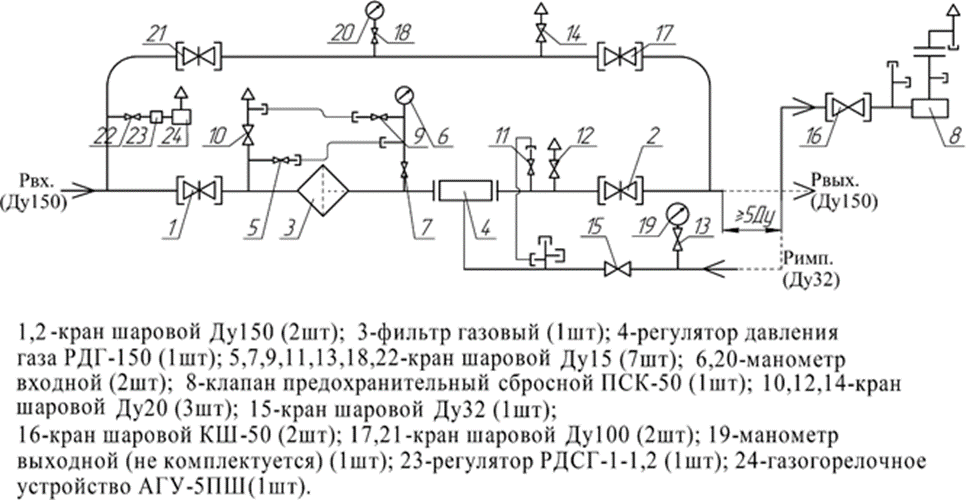 21
20
18
14
17
22
23
24
10
9
6
11
12
2
16
8
Рвх.
(Ду150)
Рвых.
(Ду150)
1
5
3
7
4
15
19
13
≥5Ду
Римп.
(Ду32)
1,2-кран шаровой Ду150 (2шт); 3-фильтр газовый (1шт); 4-регулятор давления
газа РДГ-150 (1шт); 5,7,9,11,13,18,22-кран шаровой Ду15 (7шт); 6,20-манометр
входной (2шт); 8-клапан предохранительный сбросной ПСК-50 (1шт); 10,12,14-кран
шаровой Ду20 (3шт); 15-кран шаровой Ду32 (1шт);
16-кран шаровой КШ-50 (2шт); 17,21-кран шаровой Ду100 (2шт); 19-манометр
выходной (не комплектуется) (1шт); 23-регулятор РДСГ-1-1,2 (1шт); 24-газогорелочное
устройство АГУ-5ПШ(1шт).